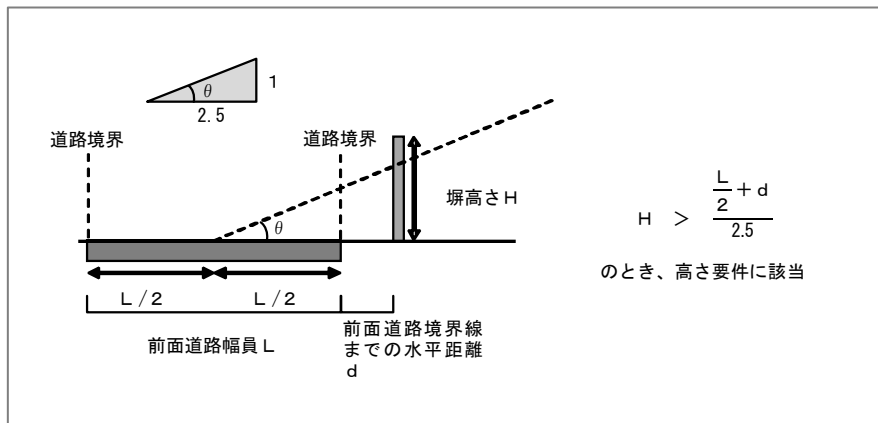 θ
1
2.5
道路境界
道路境界
塀高さH
θ
L/2
L/2
前面道路幅員L
前面道路境界線
までの水平距離
d
H > L/2 + d
2.5
のとき、高さ要件に該当